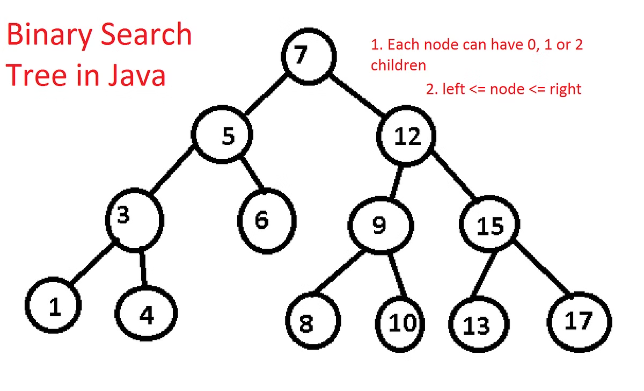 Binary Search
Tree in Java
1. Each node can have 0, 1 or 2
children
2. left <= node <= right
7
5
12
3
6
9
15
1
4
8
10
13
17